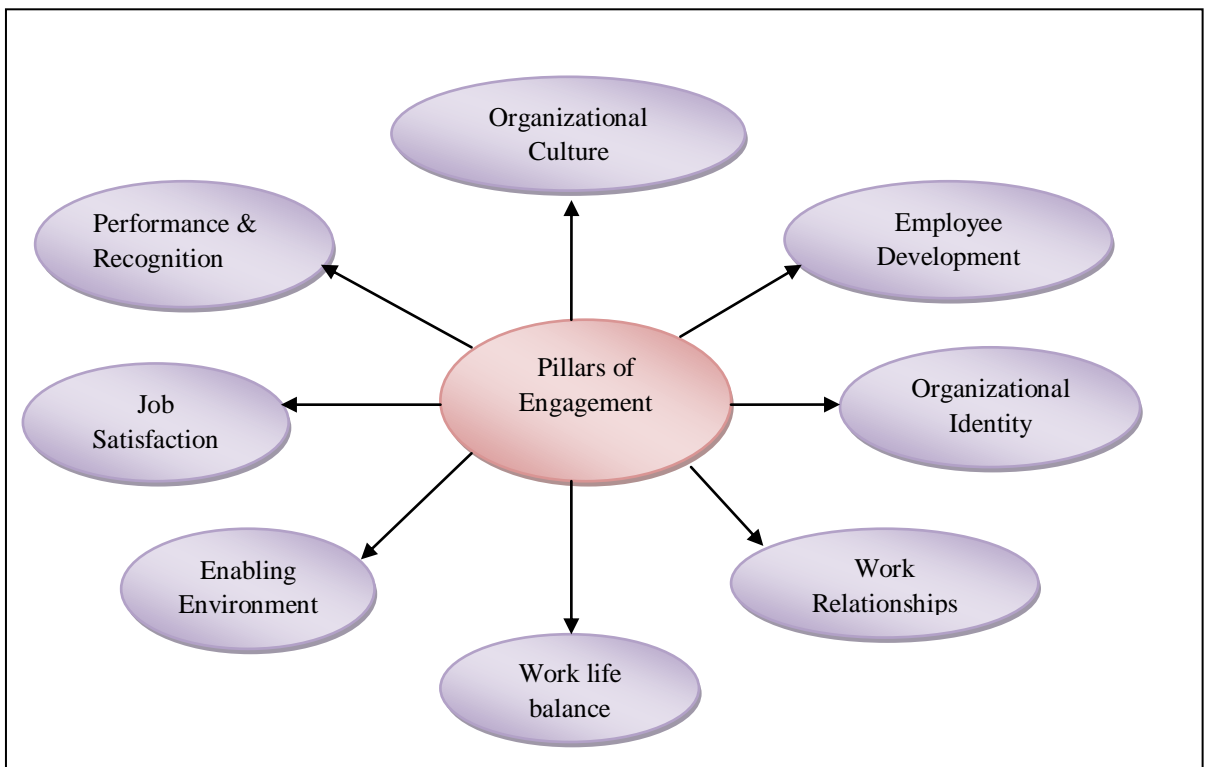 Organizational
Culture
Performance &
Recognition
Employee
Development
Pillars of
Engagement
Job
Satisfaction
Organizational
Identity
Enabling
Environment
Work
Relationships
Work life
balance